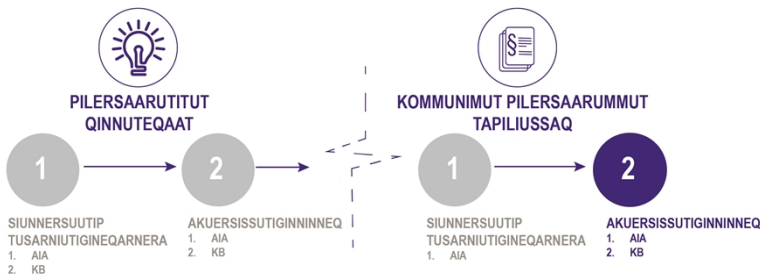 PILERSAARUTITUT
QINNUTEQAAT
1
2
SIUNNERSUUTIP
TUSARNIUTIGINEQARNERA
1. AIA
2. KB
AKUERSISSUTIGINNINNEQ
1. AIA
2. KB
§
KOMMUNIMUT PILERSAARUMMUT
TAPILIUSSAQ
1
2
SIUNNERSUUTIP
TUSARNIUTIGINEQARNERA
1. AIA
AKUERSISSUTIGINNINNEQ
1. AIA
2. KB